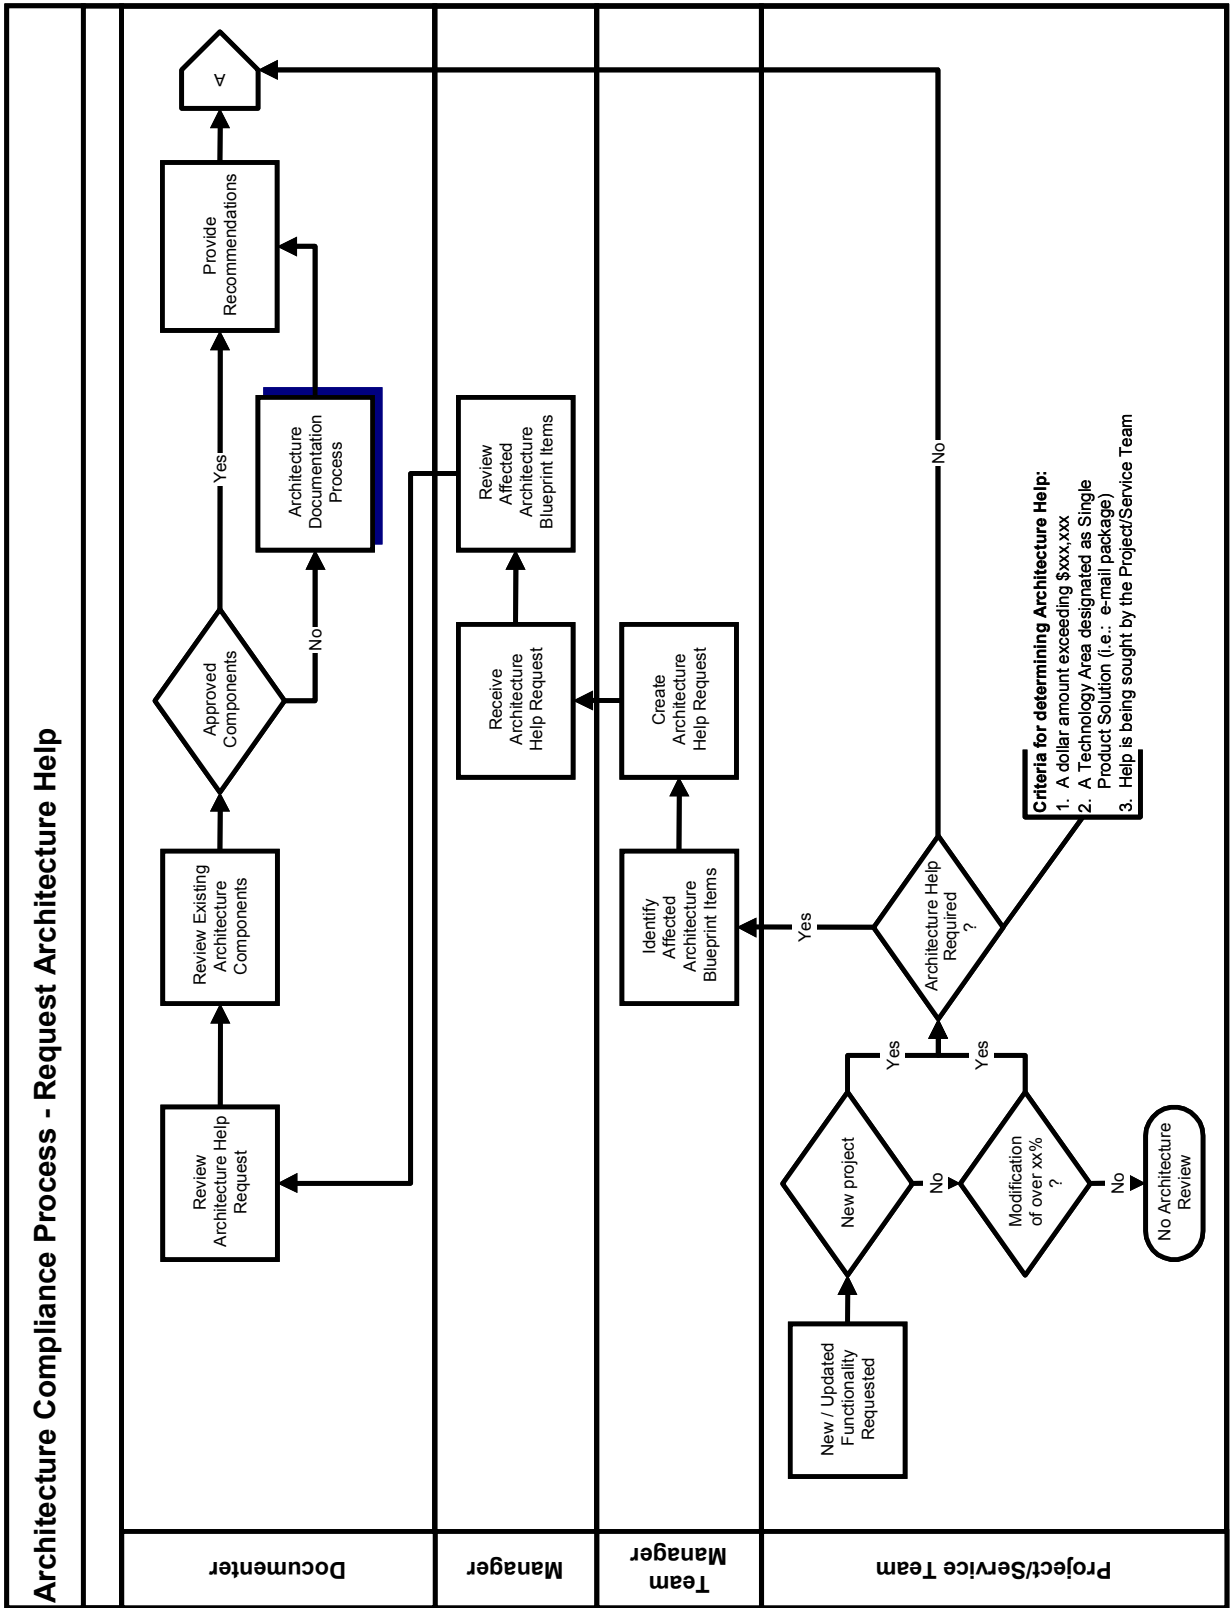 Architecture Compliance Process - Request Architecture Help
Documenter
Review
Architecture Help
Request
Review Existing
Architecture
Components
Approved
Components
Yes
No
Architecture
Documentation
Process
Provide
Recommendations
A
Manager
Receive
Architecture
Help Request
Review
Affected
Architecture
Blueprint Items
Team
Manager
Identify
Affected
Architecture
Blueprint Items
Create
Architecture
Help Request
Project/Service Team
New / Updated
Functionality
Requested
New project
Yes
No
Modification
of over xx%
?
Yes
No
No Architecture
Review
Architecture Help
Required
?
Yes
No
Criteria for determining Architecture Help:
1. A dollar amount exceeding $xxx,xxx
2. A Technology Area designated as Single
Product Solution (i.e.: e-mail package)
3. Help is being sought by the Project/Service Team